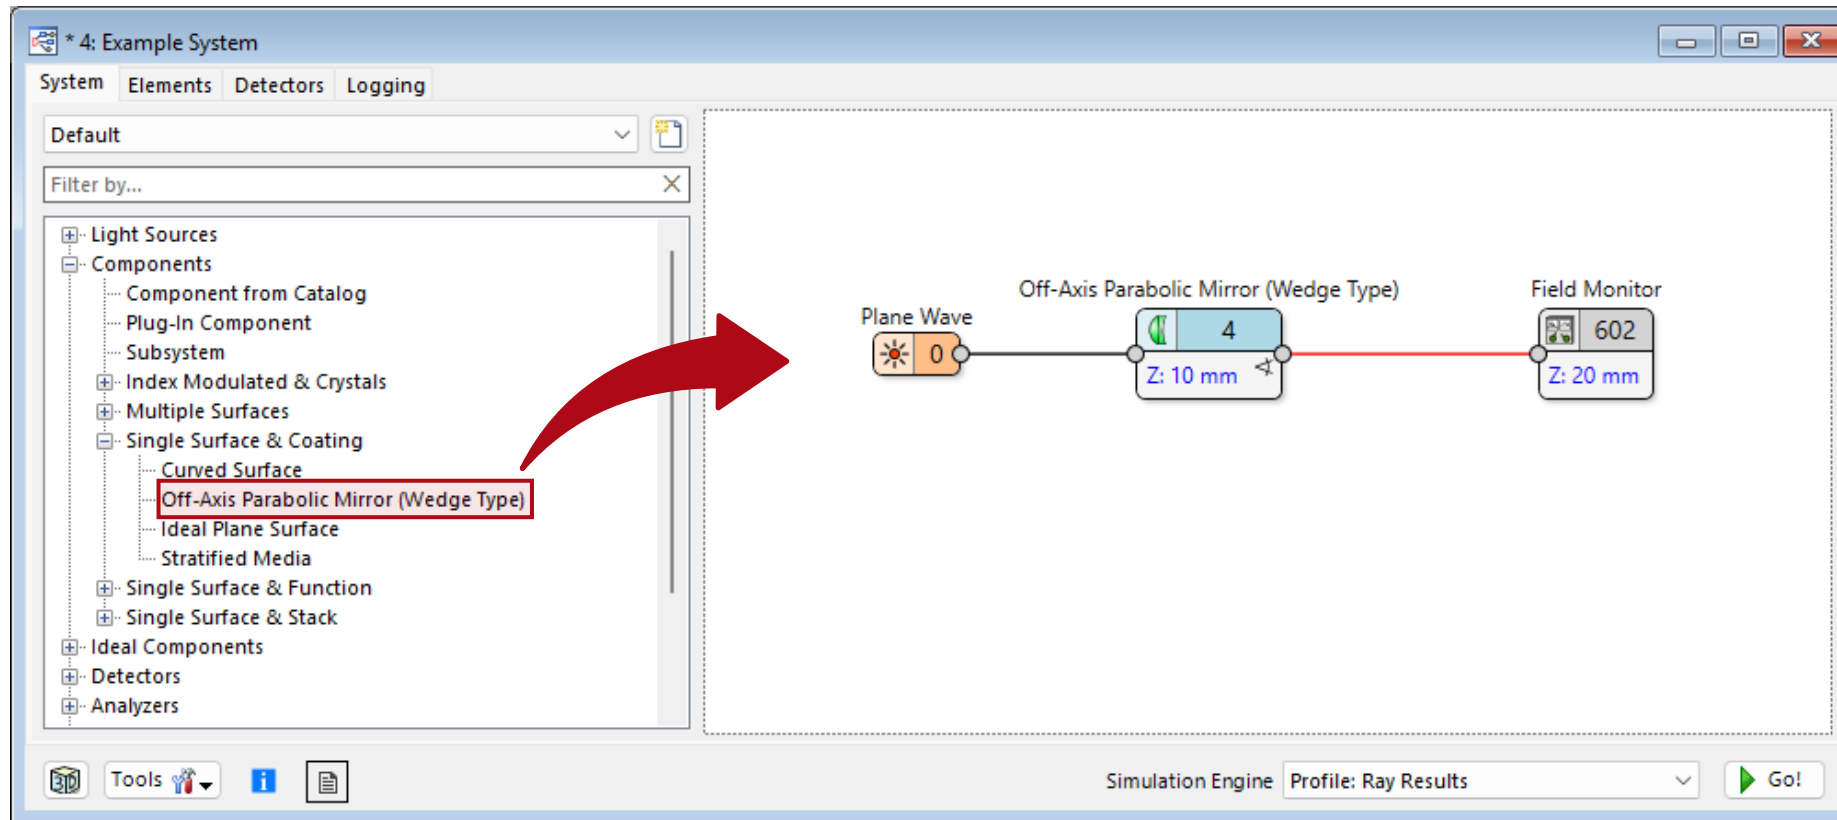 * 4: Example System
System Elements Detectors Logging
Default
Filter by...
Light Sources
Components
Component from Catalog
Plug-In Component
Subsystem
Index Modulated & Crystals
Multiple Surfaces
Single Surface & Coating
Curved Surface
Off-Axis Parabolic Mirror (Wedge Type)
Ideal Plane Surface
Stratified Media
Single Surface & Function
Single Surface & Stack
Ideal Components
Detectors
Analyzers
Plane Wave
0
Off-Axis Parabolic Mirror (Wedge Type)
4
Z: 10 mm
Field Monitor
602
Z: 20 mm
3D Tools
Simulation Engine Profile: Ray Results Go!